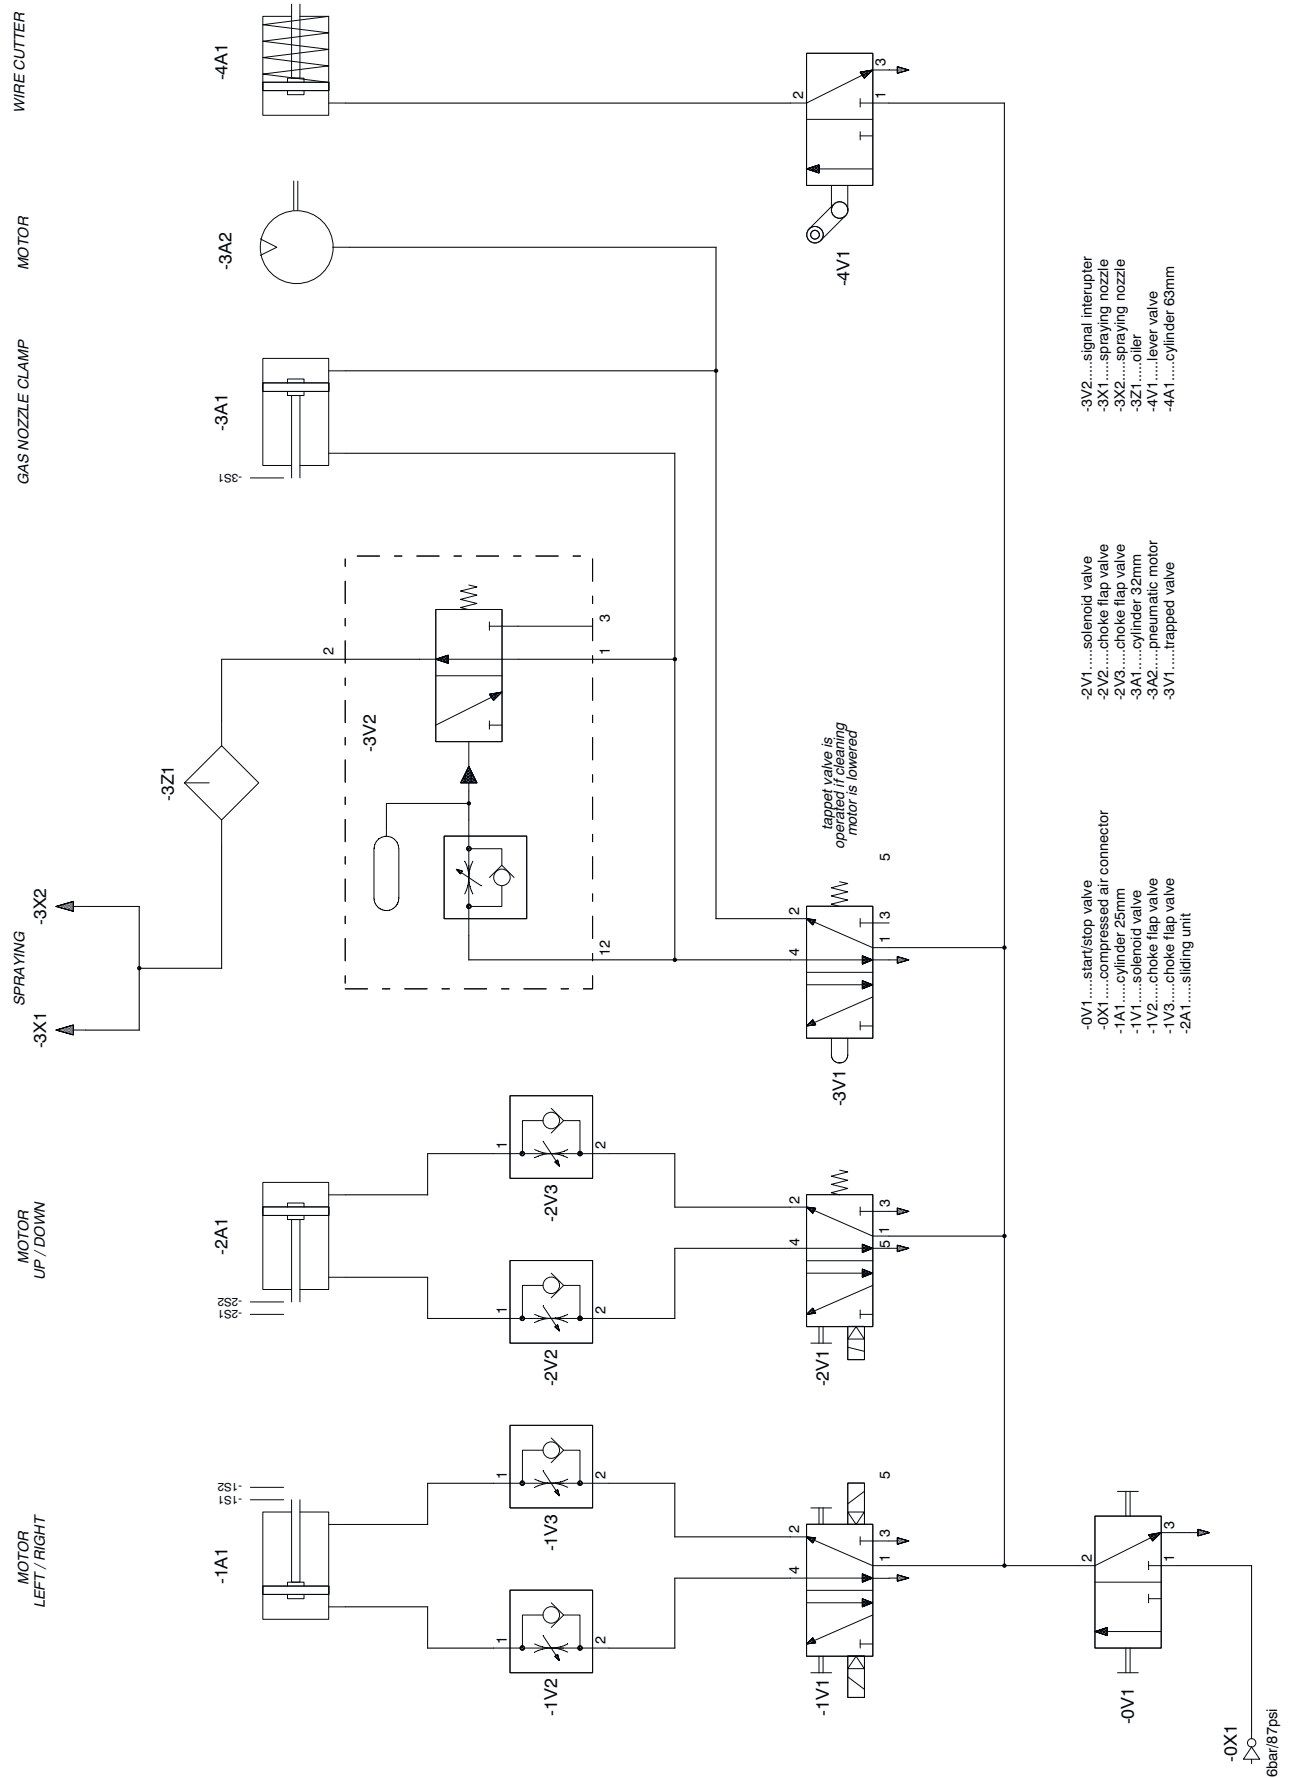 MOTOR
LEFT / RIGHT
MOTOR
UP / DOWN
SPRAYING
GAS NOZZLE CLAMP
MOTOR
WIRE CUTTER
-3X1
-3X2
-3Z1
-1A1
-1S1
-1S2
-2A1
-2S1
-2S2
-3A1
-3S1
-3A2
-4A1
-3V2
2
12
1
3
-1V2
1
2
-1V3
1
2
-2V2
1
2
-2V3
1
2
-1V1
4
2
1
3
5
-2V1
4
2
5
1
3
-3V1
4
2
1
3
5
tappet valve is
operated if cleaning
motor is lowered
-4V1
2
1
3
-0V1
2
1
3
-0X1
6bar/87psi
-0V1.....start/stop valve
-0X1.....compressed air connector
-1A1.....cylinder 25mm
-1V1.....solenoid valve
-1V2.....choke flap valve
-1V3.....choke flap valve
-2A1.....sliding unit
-2V1.....solenoid valve
-2V2.....choke flap valve
-2V3.....choke flap valve
-3A1.....cylinder 32mm
-3A2.....pneumatic motor
-3V1.....trapped valve
-3V2.....signal interupter
-3X1.....spraying nozzle
-3X2.....spraying nozzle
-3Z1.....oiler
-4V1.....lever valve
-4A1.....cylinder 63mm